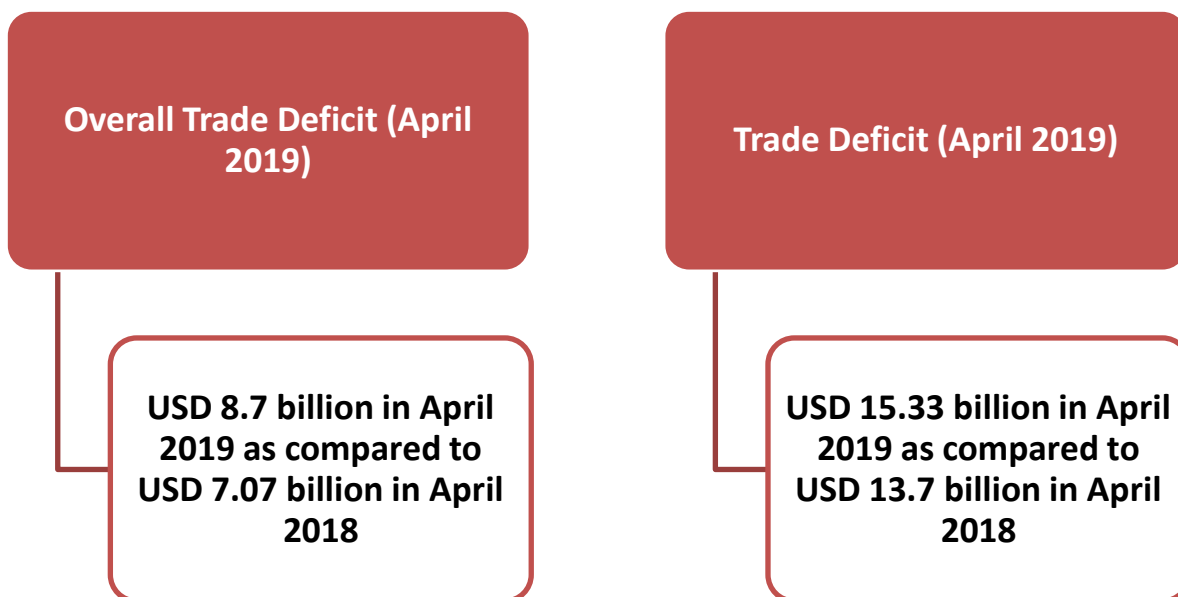 Overall Trade Deficit (April
2019)
USD 8.7 billion in April
2019 as compared to
USD 7.07 billion in April
2018
Trade Deficit (April 2019)
USD 15.33 billion in April
2019 as compared to
USD 13.7 billion in April
2018